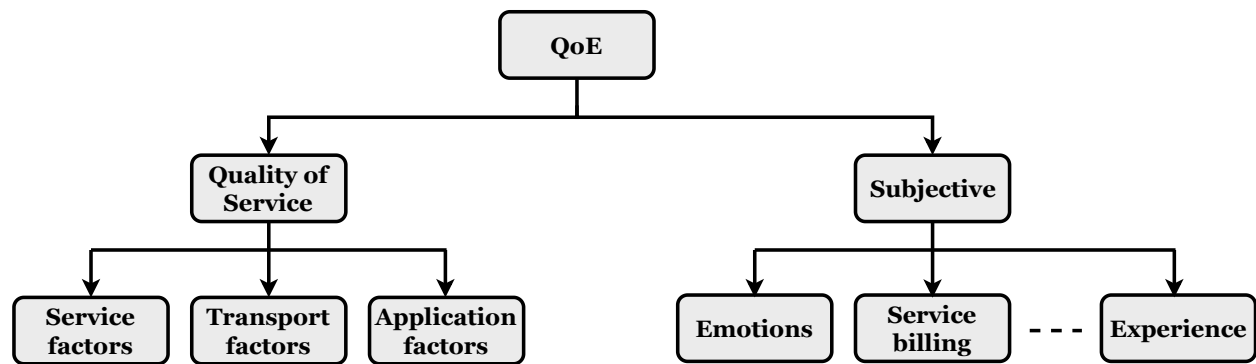 QoE
Quality of
Service
Subjective
Service
factors
Transport
factors
Application
factors
Emotions
Service
billing
Experience